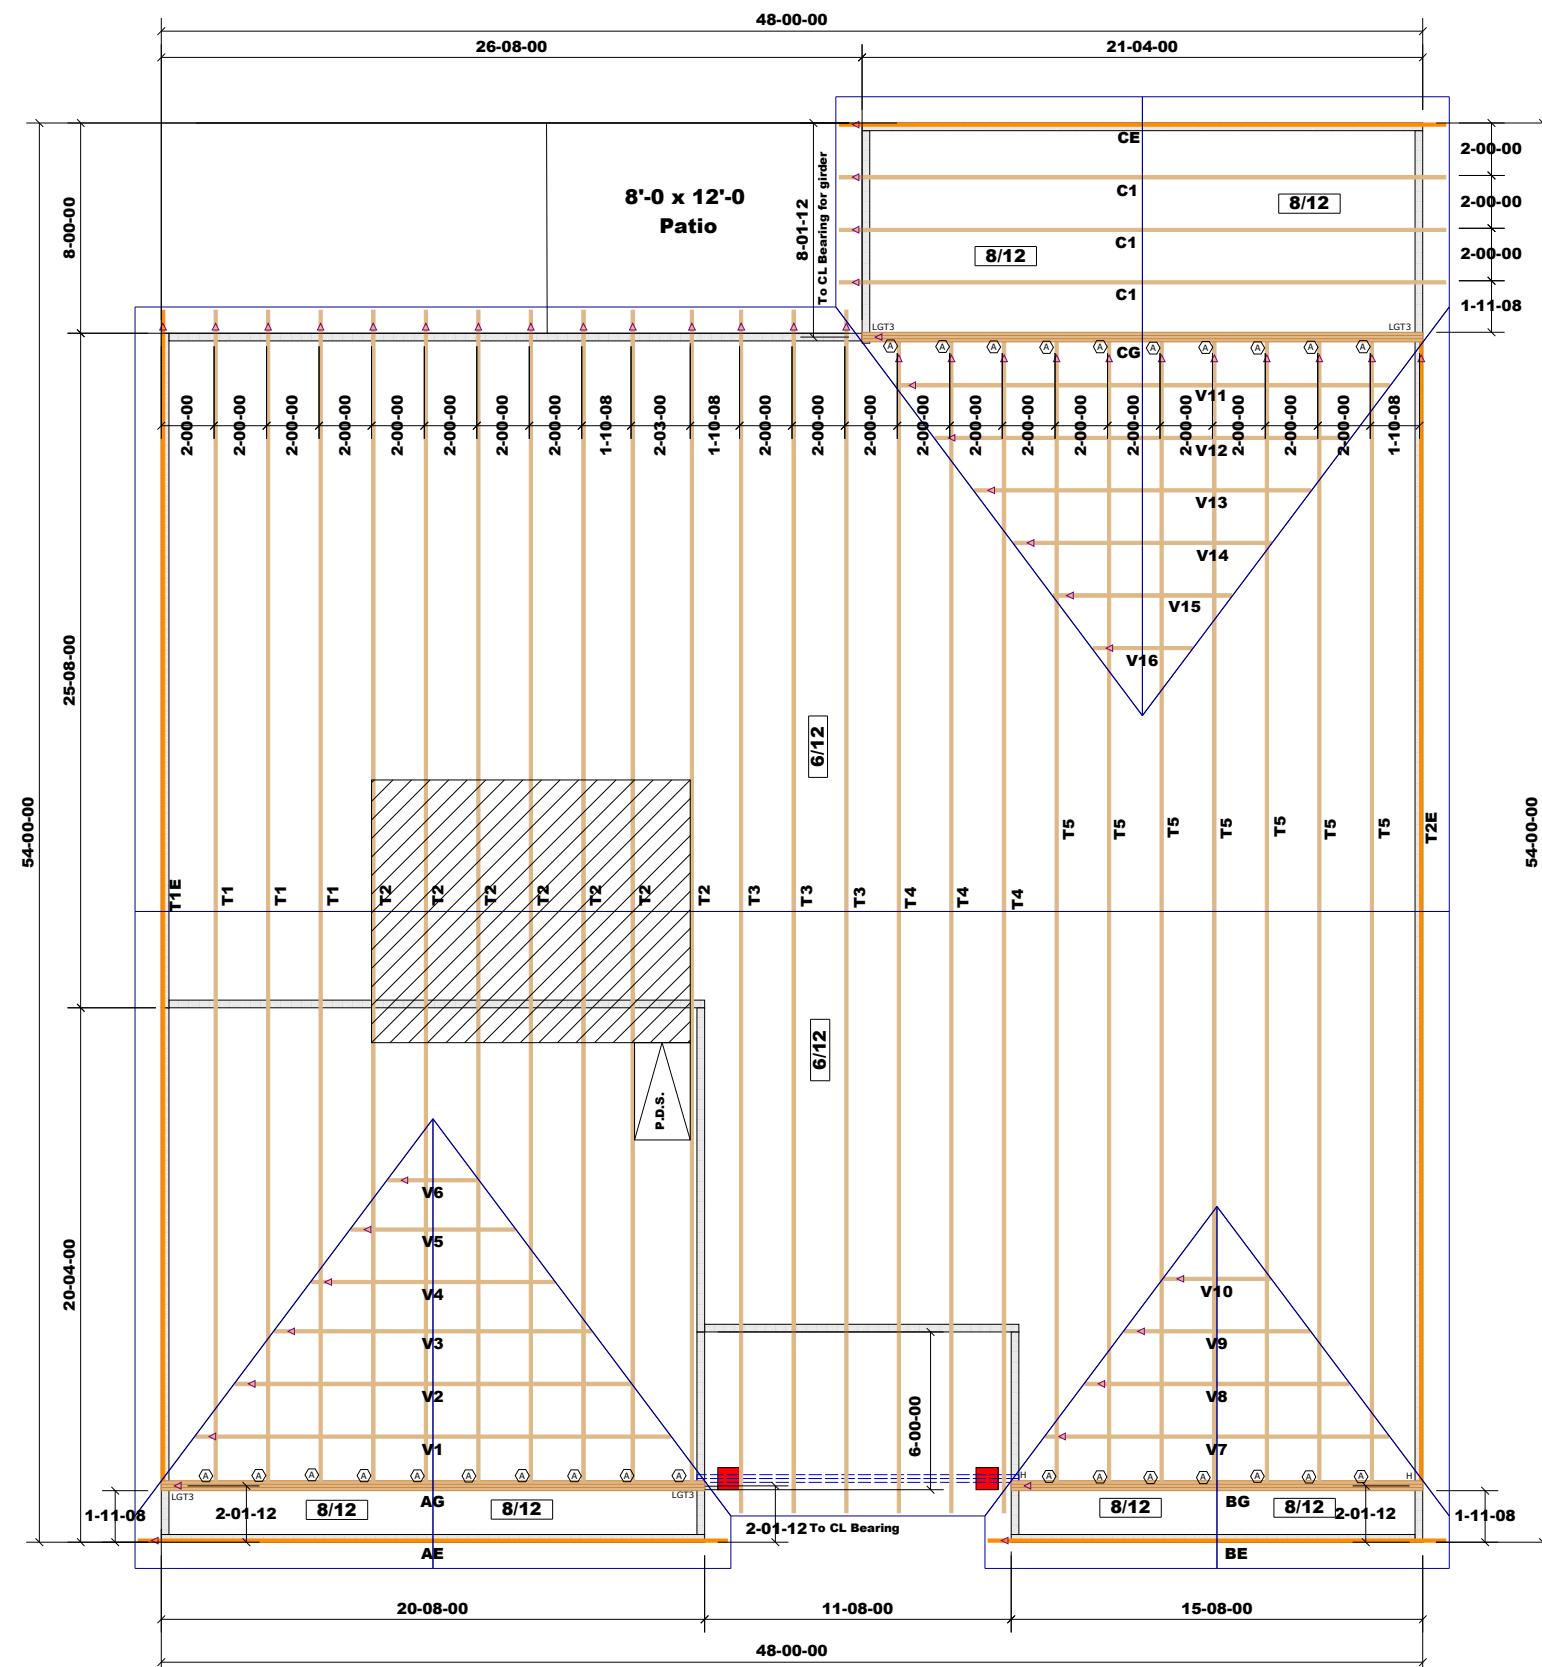 48-00-00
26-08-00
21-04-00
CE
2-00-00
8'-0 x 12'-0
Patio
C1
8/12
2-00-00
8-00-00
8-01-12
To CL Bearing for girder
C1
8/12
2-00-00
C1
1-11-08
LGT3
LGT3
A
A
A
A
A
A
A
A
A
A
CG
V11
2-00-00
2-00-00
2-00-00
2-00-00
2-00-00
2-00-00
2-00-00
2-00-00
1-10-08
2-03-00
1-10-08
2-00-00
2-00-00
2-00-00
2-00-00
2-00-00
2-00-00
2-00-00
2-00-00
2-00-00
2-00-00
2-00-00
2-00-00
1-10-08
V12
V13
V14
V15
V16
25-08-00
6/12
54-00-00
54-00-00
T5
T5
T5
T5
T5
T5
T5
T2E
T1E
T1
T1
T1
T2
T2
T2
T2
T2
T2
T2
T3
T3
T3
T4
T4
T4
6/12
P.D.S.
V6
V5
V4
V3
V2
V1
20-04-00
V10
V9
V8
V7
6-00-00
A
A
A
A
A
A
A
A
A
A
H
A
A
A
A
A
A
A
H
LGT3
LGT3
AG
BG
8/12
8/12
8/12
8/12
1-11-08
2-01-12
2-01-12
To CL Bearing
2-01-12
1-11-08
AE
BE
20-08-00
11-08-00
15-08-00
48-00-00